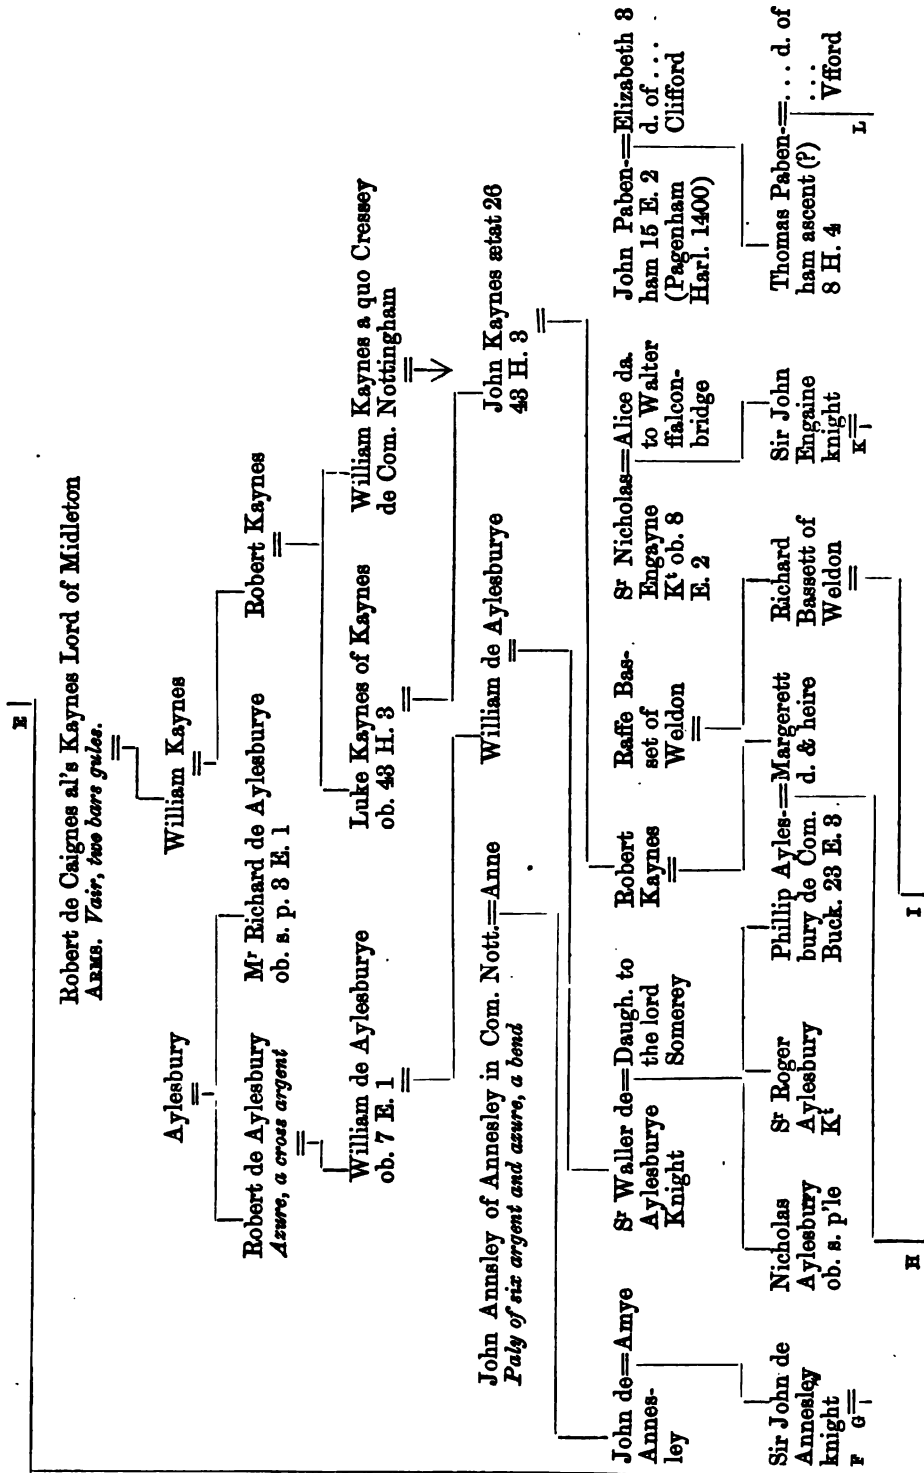 E
Robert de Caignes al's Kaynes Lord of Midleton
ARMS. Vair, two bars gules.
Aylesbury
William Kaynes
Robert de Aylesbury
Azure, a cross argent
Mr Richard de Aylesburye
ob. s. p. 3 E. 1
Robert Kaynes
William de Aylesburye
ob. 7 E. 1
Luke Kaynes of Kaynes
ob. 43 H. 3
William Kaynes a quo Cressey
de Com. Nottingham
John Annsley of Annesley in Com. Nott.=Anne
Paly of six argent and azure, a bend
William de Aylesburye
John Kaynes ætat 26
43 H. 3
John de=Amye
Annes-
ley
Sr Waller de=Daugh. to
Aylesburye the lord
Knight Somerey
Robert
Kaynes
Raffe Bas-
set of
Weldon
Sr Nicholas=Alice da.
Engayne to Walter
Kt ob. 8 ffalcon-
E. 2 bridge
John Paben-=Elizabeth 3
ham 15 E. 2 d. of ...
(Pagenham Clifford
Harl. 1400)
Sir John de
Annesley
knight
F G
Nicholas
Aylesbury
ob. s. p'le
Sr Roger
Aylesbury
Kt
Phillip Ayles-=Margerett
bury de Com. d. & heire
Buck. 23 E. 3
Richard
Bassett of
Weldon
Sir John
Engaine
knight
K
Thomas Paben-=... d. of
ham ascent (?) ...
8 H. 4 Vfford
H
I
L